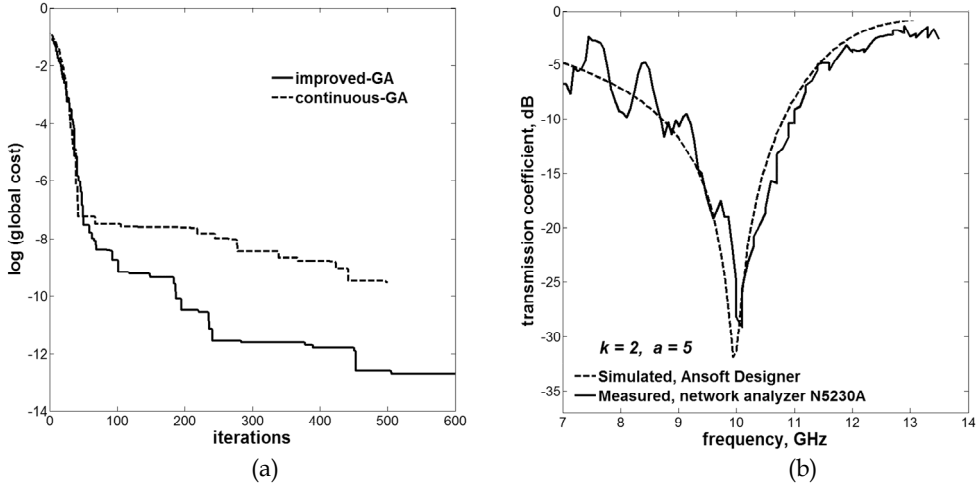 0
-2
-4
-6
-8
-10
-12
-14
0 100 200 300 400 500 600
log (global cost)
iterations
improved-GA
continuous-GA
(a)
0
-5
-10
-15
-20
-25
-30
-35
7 8 9 10 11 12 13 14
transmission coefficient, dB
frequency, GHz
k = 2, a = 5
Simulated, Ansoft Designer
Measured, network analyzer N5230A
(b)